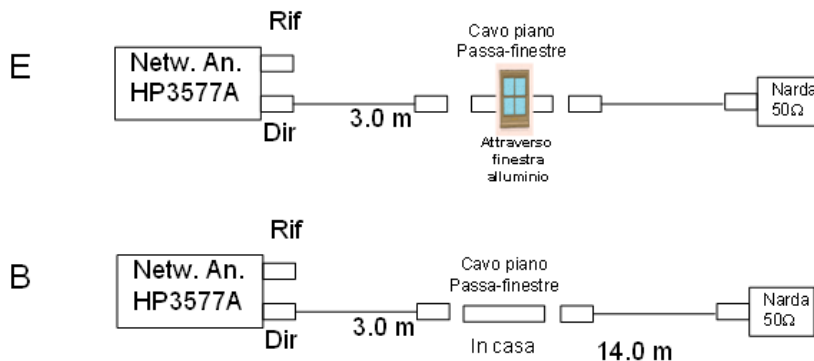 Rif
E
Netw. An.
HP3577A
Dir
3.0 m
Cavo piano
Passa-finestre
Attraverso
finestra
alluminio
Narda
50Ω
Rif
B
Netw. An.
HP3577A
Dir
3.0 m
Cavo piano
Passa-finestre
In casa
14.0 m
Narda
50Ω